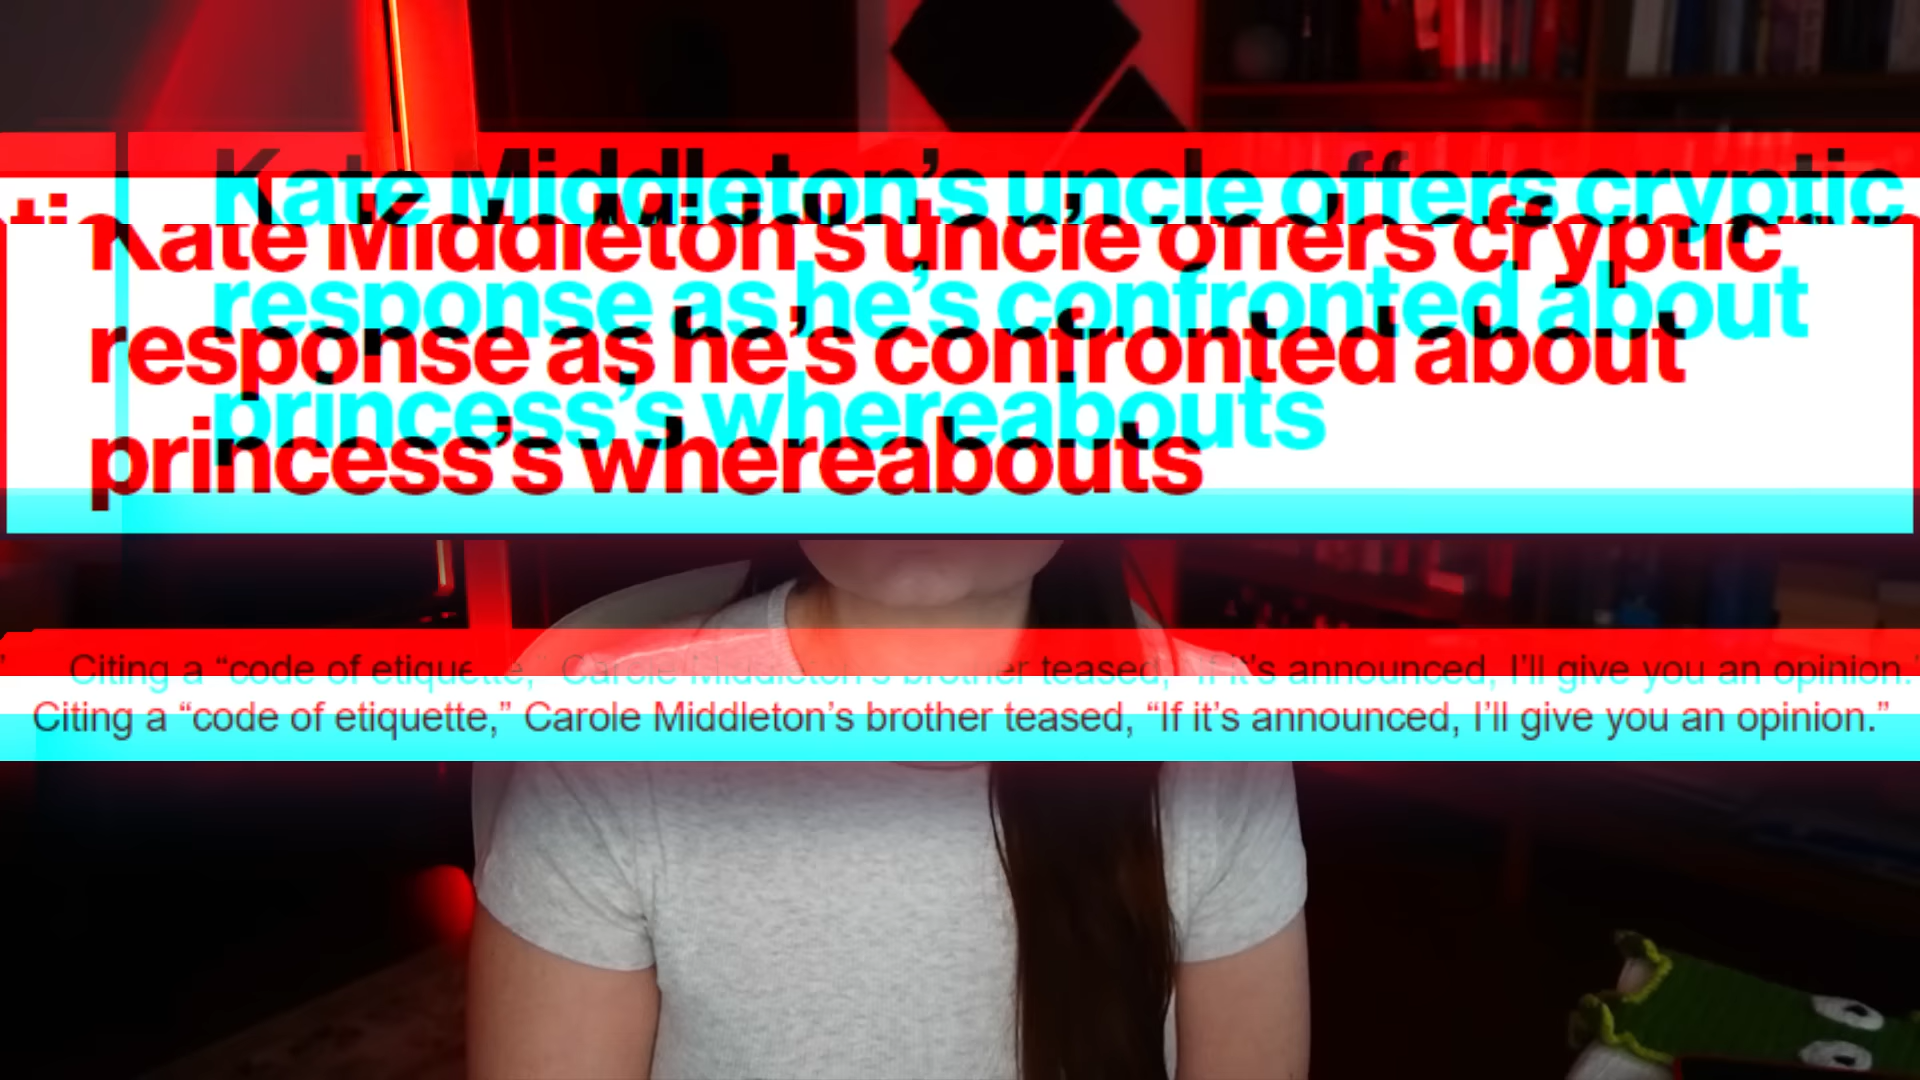 Kate Middleton’s uncle offers cryptic
response as he’s confronted about
princess’s whereabouts
Citing a “code of etiquette,” Carole Middleton’s brother teased, “If it’s announced, I’ll give you an opinion.”